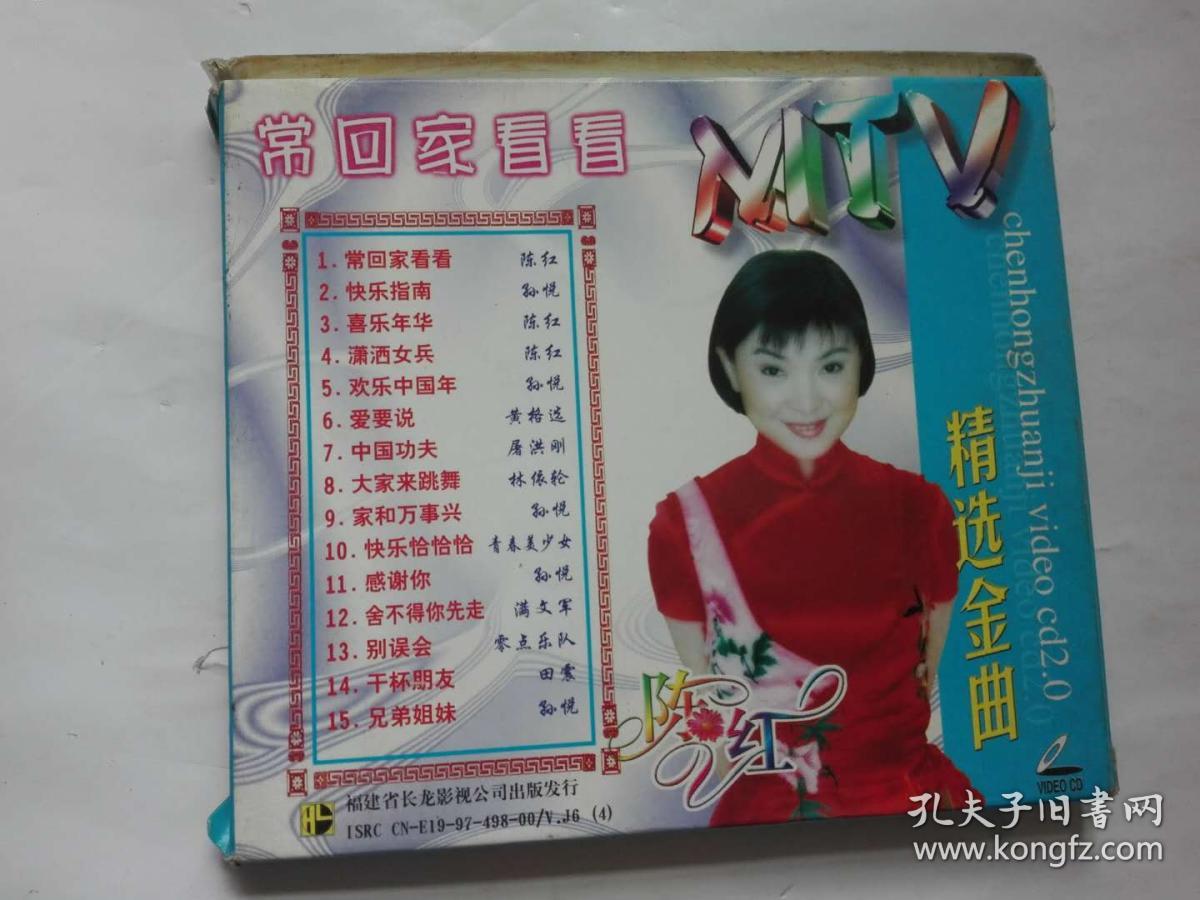 常回家看看
MTV
1. 常回家看看 陈红
2. 快乐指南 孙悦
3. 喜乐年华 陈红
4. 潇洒女兵 陈红
5. 欢乐中国年 孙悦
6. 爱要说 黄格选
7. 中国功夫 屠洪刚
8. 大家来跳舞 林依轮
9. 家和万事兴 孙悦
10. 快乐恰恰恰 青春美少女
11. 感谢你 孙悦
12. 舍不得你先走 满文军
13. 别误会 零点乐队
14. 干杯朋友 田震
15. 兄弟姐妹 孙悦
福建省长龙影视公司出版发行
ISRC CN-E19-97-498-00/V.J6 (4)
陈红
精选金曲
chenhongzhuanji video cd2.0
chenhongzhuanji video cd2.0
VIDEO CD
孔夫子旧书网
www.kongfz.com